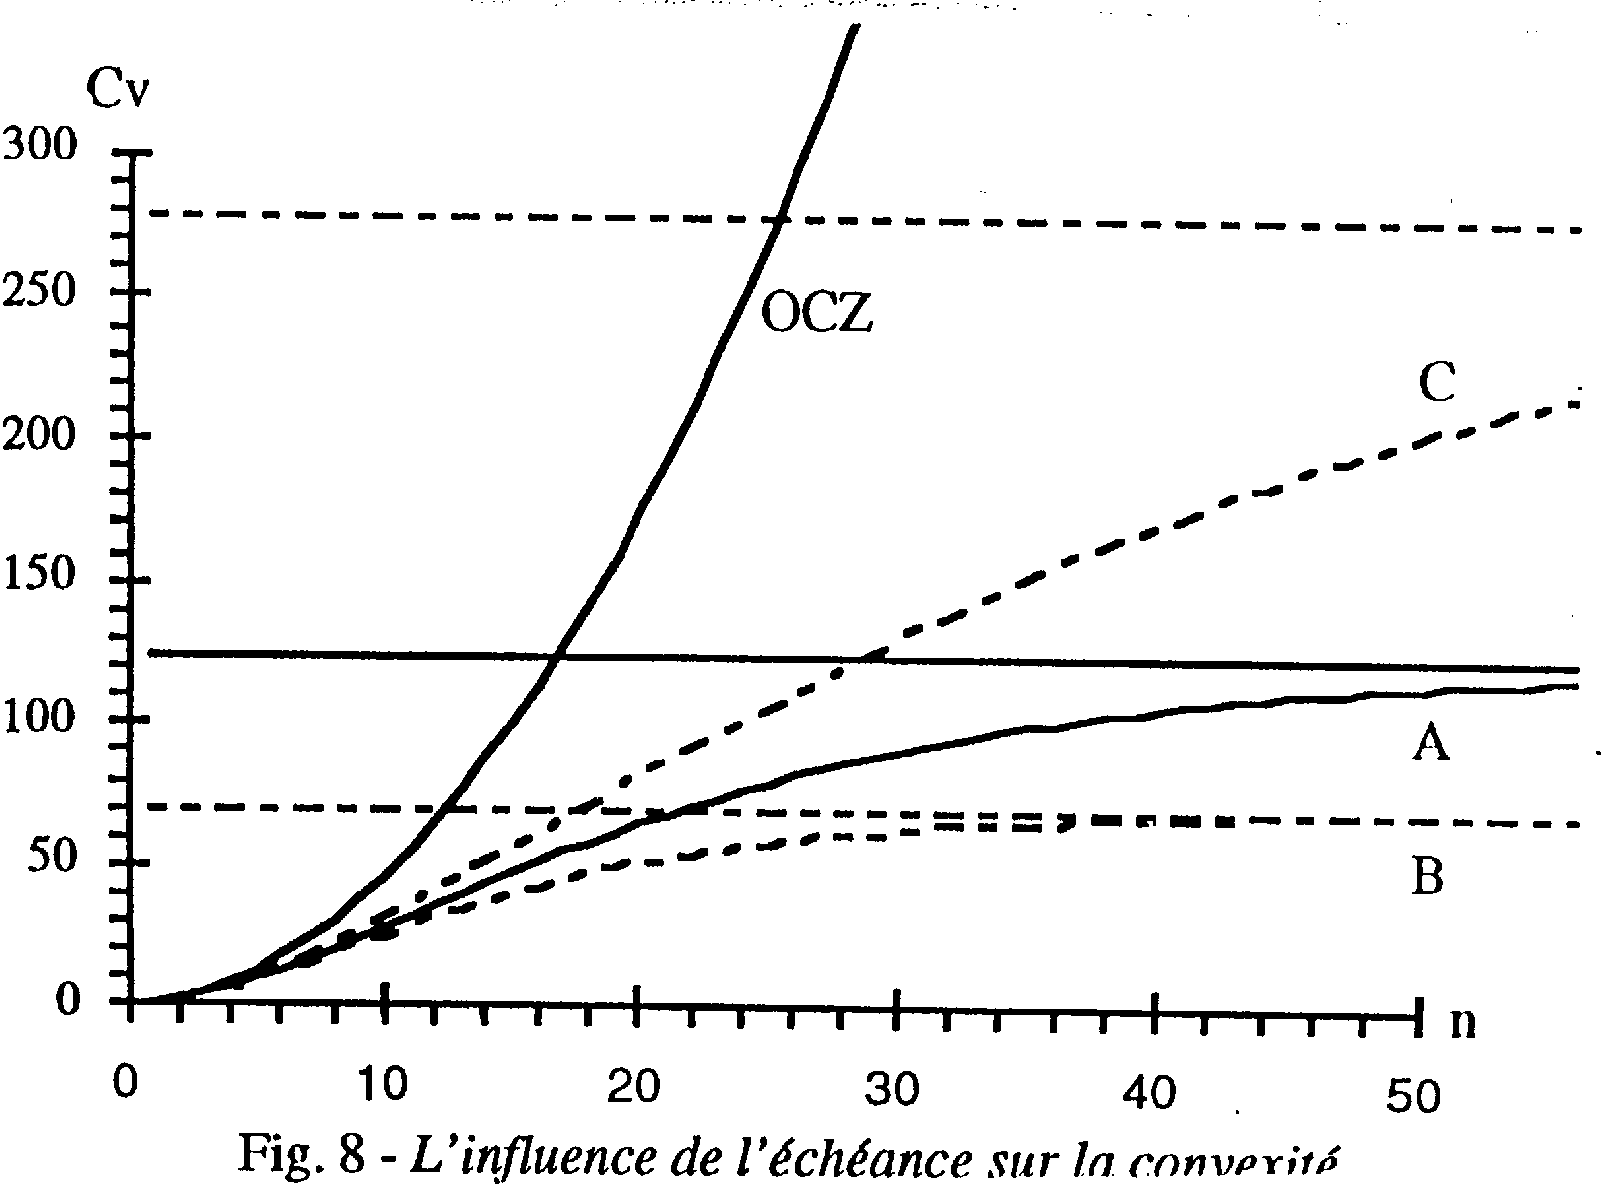 Cv
300
250
OCZ
C
200
150
100
A
50
B
0
n
0 10 20 30 40 50
Fig. 8 - L'influence de l'échéance sur la convexité